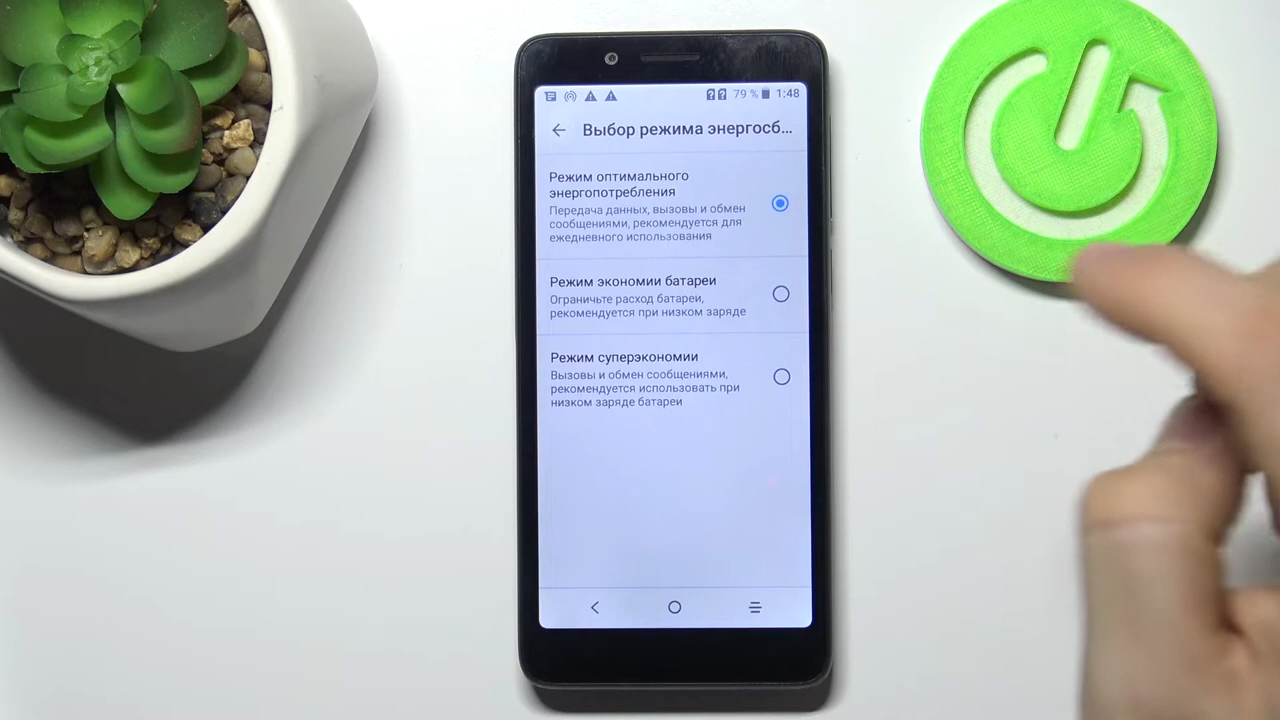 79 % 1:48
Выбор режима энергосб...
Режим оптимального
энергопотребления
Передача данных, вызовы и обмен
сообщениями, рекомендуется для
ежедневного использования
Режим экономии батареи
Ограничьте расход батареи,
рекомендуется при низком заряде
Режим суперэкономии
Вызовы и обмен сообщениями,
рекомендуется использовать при
низком заряде батареи